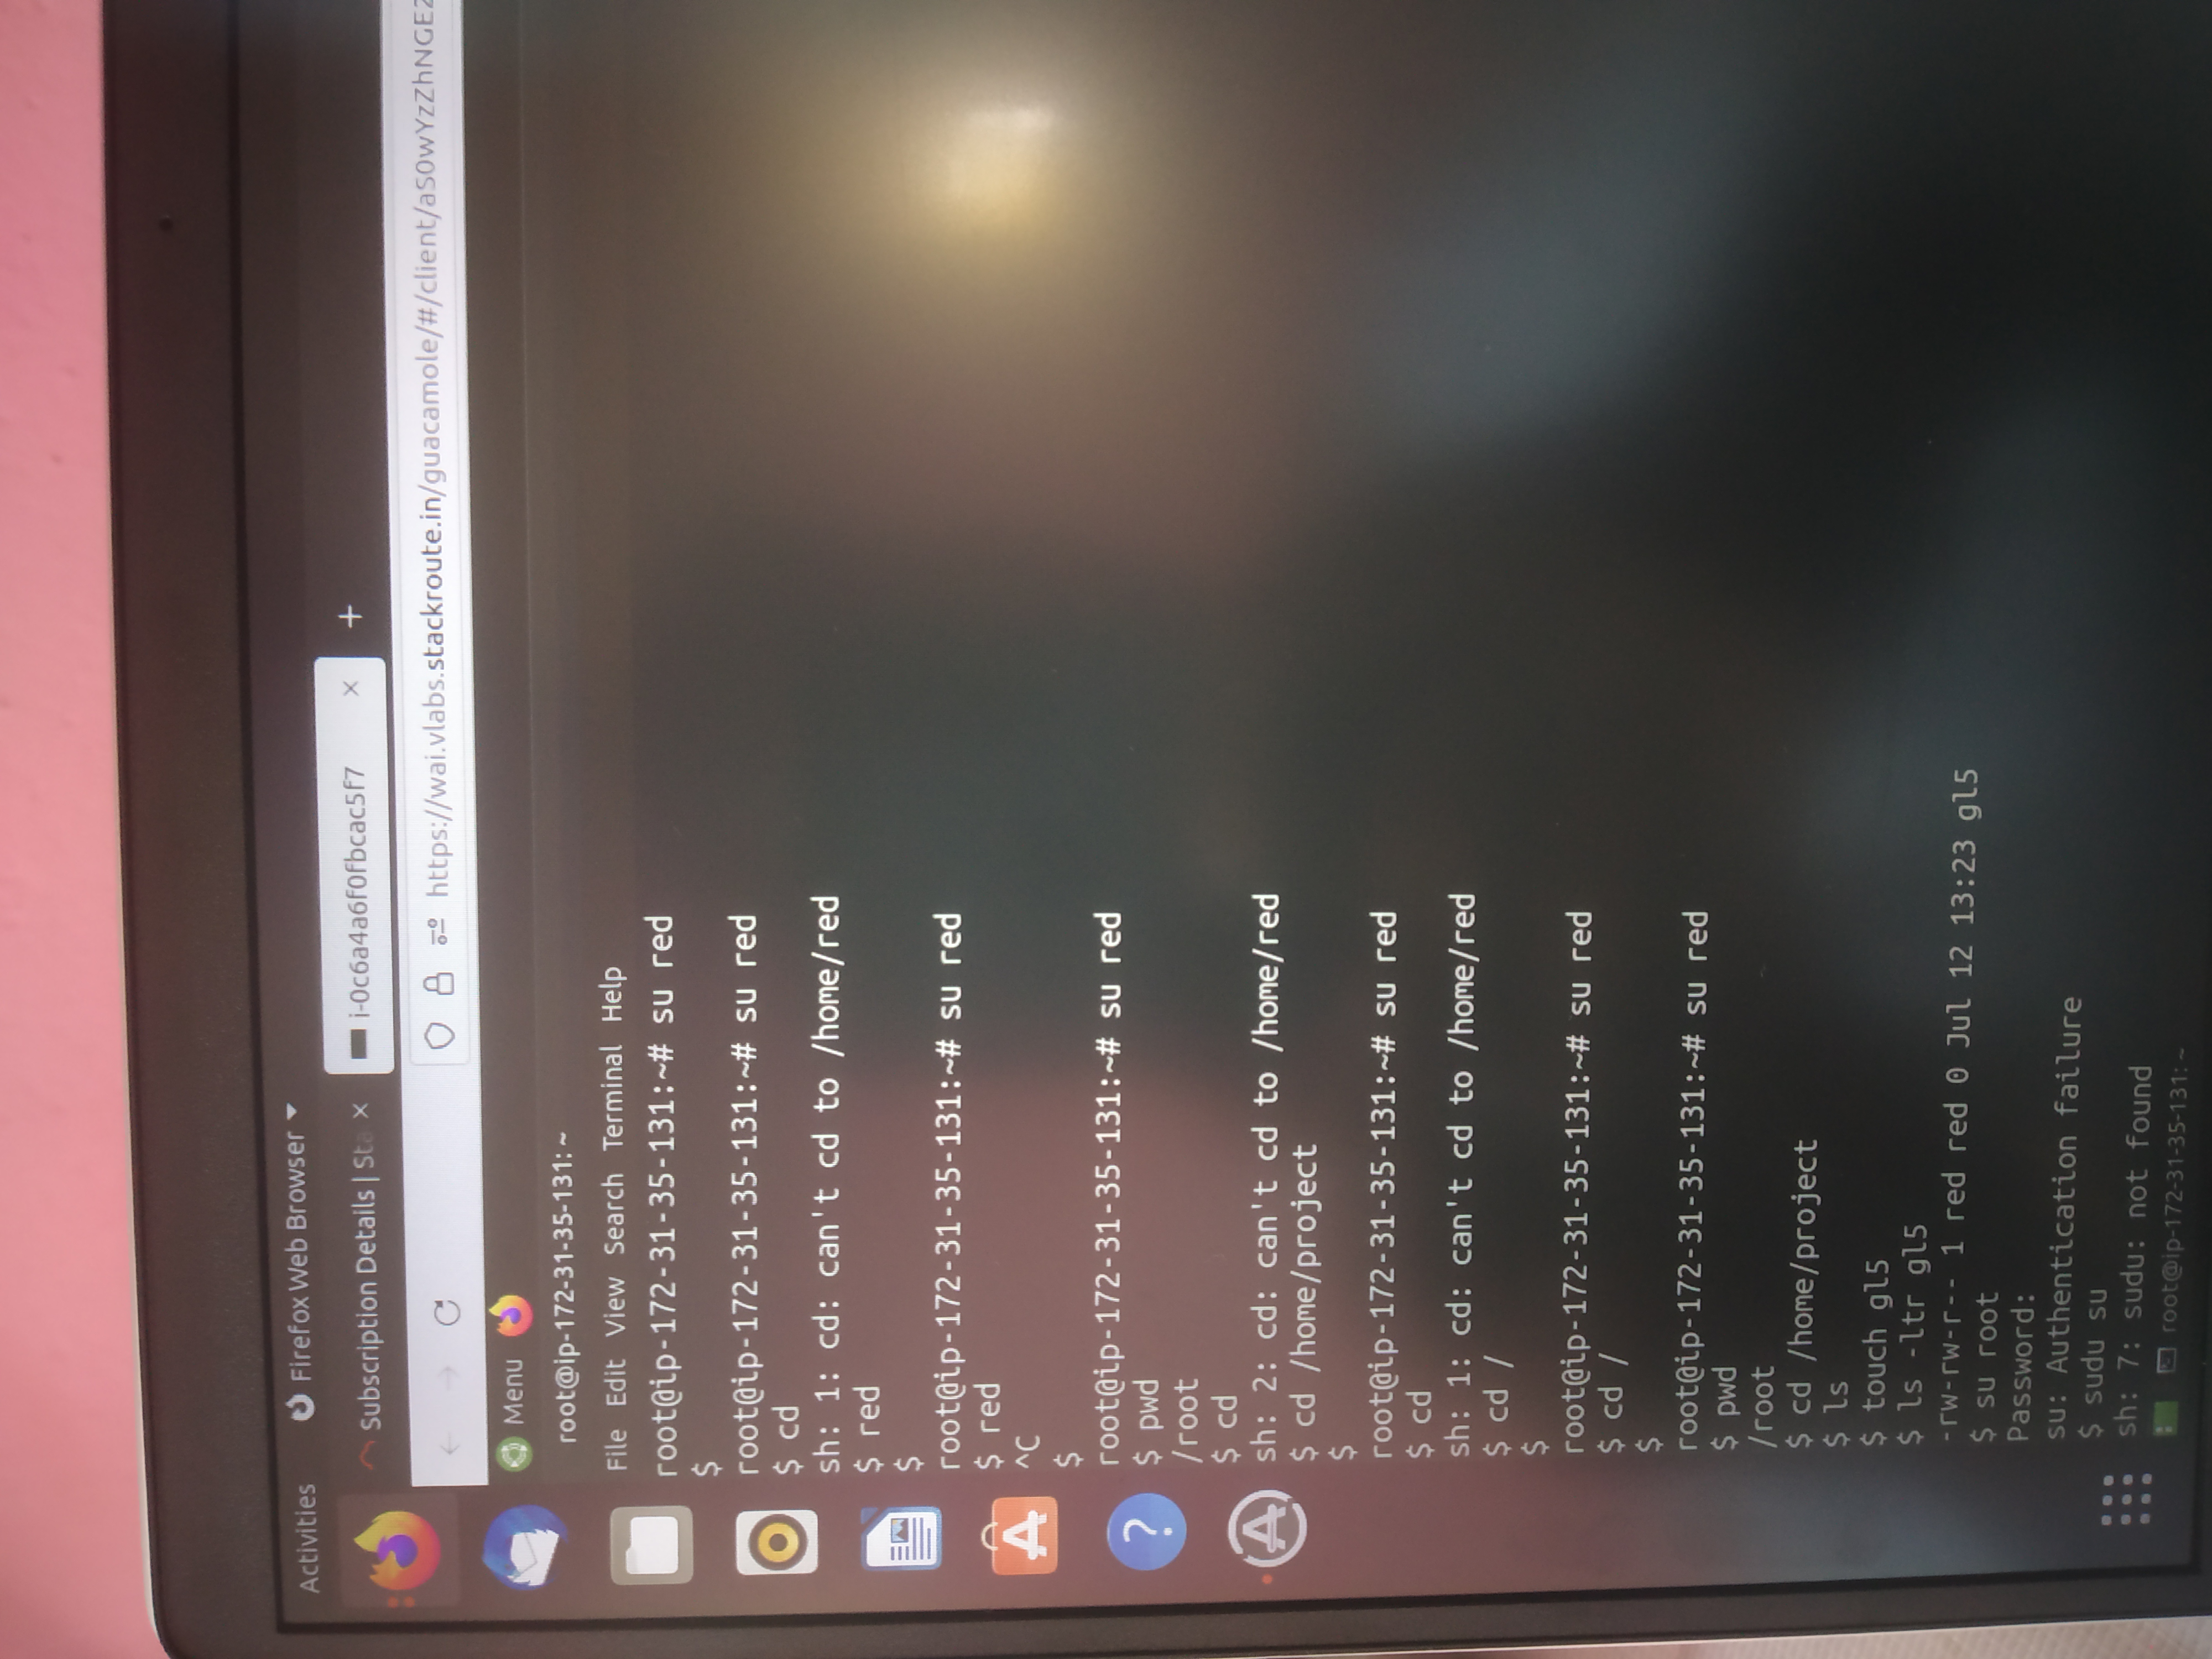 Activities Firefox Web Browser
Subscription Details | Sta × i-0c6a4a6f0fbcac5f7 × +
https://wai.vlabs.stackroute.in/guacamole/#/client/aS0wYzZhNGE2
Menu
root@ip-172-31-35-131: ~
File Edit View Search Terminal Help
root@ip-172-31-35-131:~# su red
$
root@ip-172-31-35-131:~# su red
$ cd
sh: 1: cd: can't cd to /home/red
$ red
$
root@ip-172-31-35-131:~# su red
$ red
^C
$
root@ip-172-31-35-131:~# su red
$ pwd
/root
$ cd
sh: 2: cd: can't cd to /home/red
$ cd /home/project
$
root@ip-172-31-35-131:~# su red
$ cd
sh: 1: cd: can't cd to /home/red
$ cd /
$
root@ip-172-31-35-131:~# su red
$ cd /
$
root@ip-172-31-35-131:~# su red
$ pwd
/root
$ cd /home/project
$ ls
$ touch gl5
$ ls -ltr gl5
-rw-rw-r-- 1 red red 0 Jul 12 13:23 gl5
$ su root
Password:
su: Authentication failure
$ sudu su
sh: 7: sudu: not found
root@ip-172-31-35-131: ~